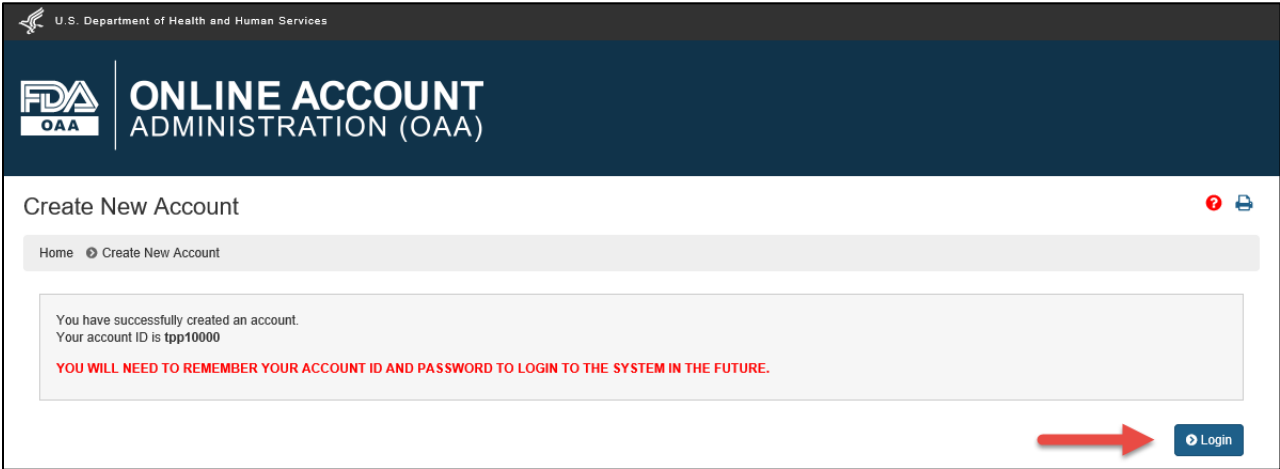 U.S. Department of Health and Human Services
FDA
OAA
ONLINE ACCOUNT
ADMINISTRATION (OAA)
Create New Account
?
Home Create New Account
You have successfully created an account.
Your account ID is tpp10000
YOU WILL NEED TO REMEMBER YOUR ACCOUNT ID AND PASSWORD TO LOGIN TO THE SYSTEM IN THE FUTURE.
Login